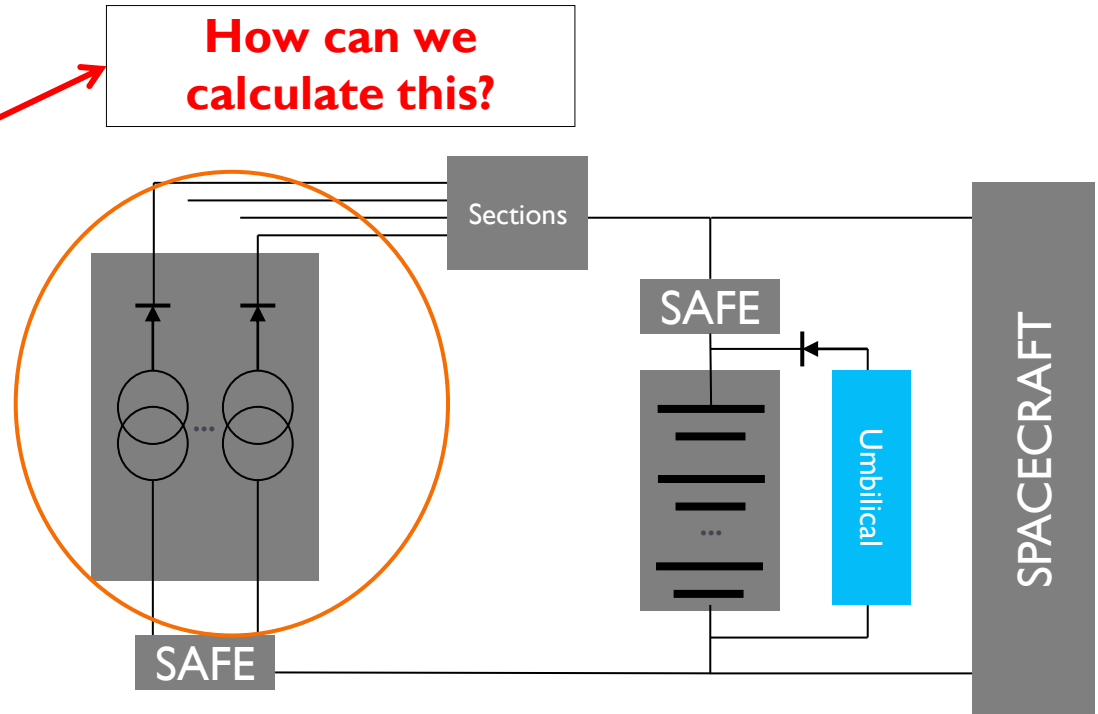 How can we
calculate this?
Sections
SAFE
...
Umbilical
...
SAFE
SPACECRAFT